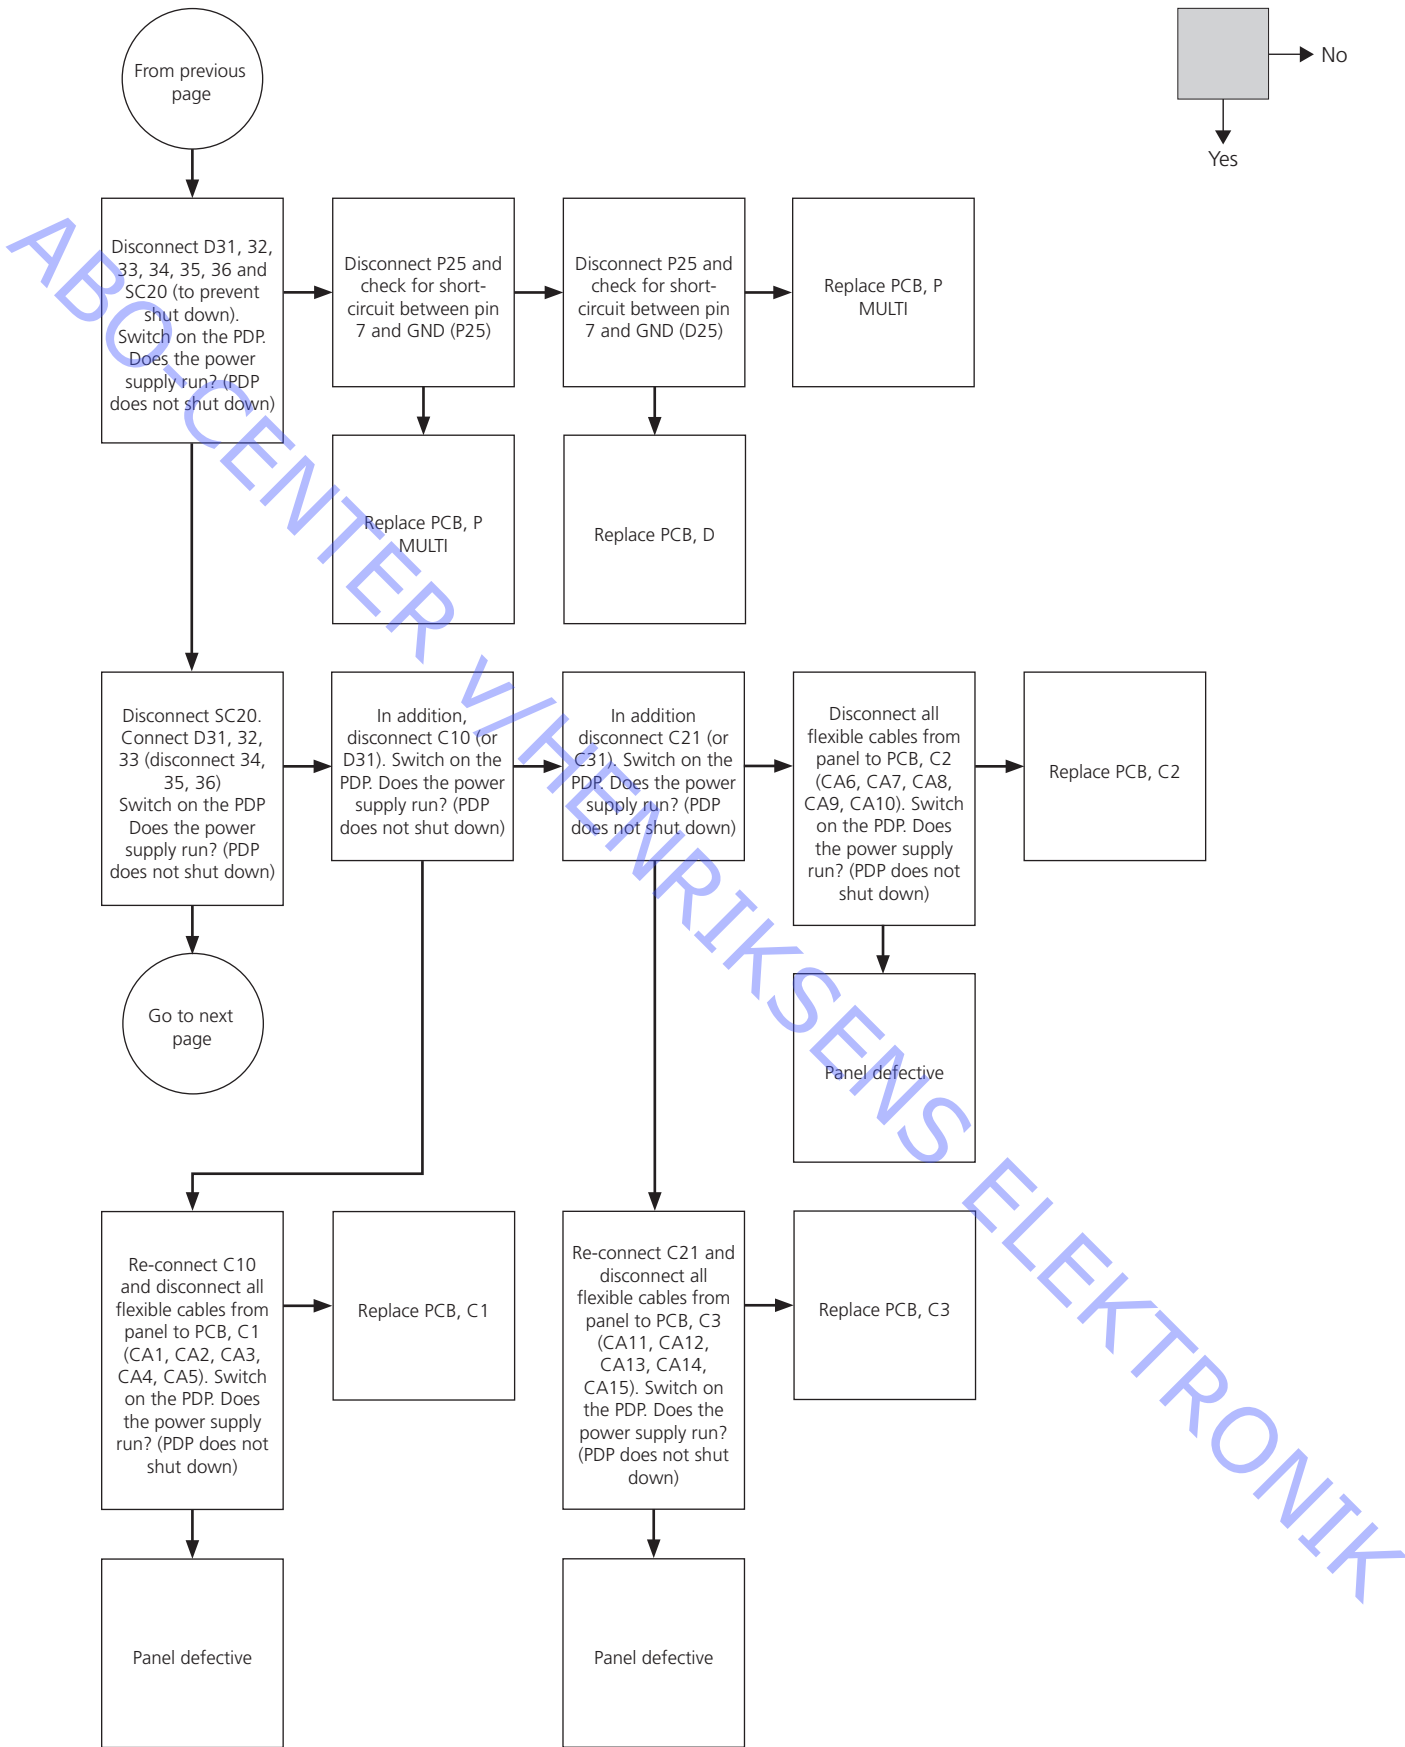 From previous
page
No
Yes
Disconnect D31, 32,
33, 34, 35, 36 and
SC20 (to prevent
shut down).
Switch on the PDP.
Does the power
supply run? (PDP
does not shut down)
Disconnect P25 and
check for short-
circuit between pin
7 and GND (P25)
Disconnect P25 and
check for short-
circuit between pin
7 and GND (D25)
Replace PCB, P
MULTI
Replace PCB, P
MULTI
Replace PCB, D
Disconnect SC20.
Connect D31, 32,
33 (disconnect 34,
35, 36)
Switch on the PDP
Does the power
supply run? (PDP
does not shut down)
In addition,
disconnect C10 (or
D31). Switch on the
PDP. Does the power
supply run? (PDP
does not shut down)
In addition
disconnect C21 (or
C31). Switch on the
PDP. Does the power
supply run? (PDP
does not shut down)
Disconnect all
flexible cables from
panel to PCB, C2
(CA6, CA7, CA8,
CA9, CA10). Switch
on the PDP. Does
the power supply
run? (PDP does not
shut down)
Replace PCB, C2
Go to next
page
Panel defective
Re-connect C10
and disconnect all
flexible cables from
panel to PCB, C1
(CA1, CA2, CA3,
CA4, CA5). Switch
on the PDP. Does
the power supply
run? (PDP does not
shut down)
Replace PCB, C1
Re-connect C21 and
disconnect all
flexible cables from
panel to PCB, C3
(CA11, CA12,
CA13, CA14,
CA15). Switch on
the PDP. Does the
power supply run?
(PDP does not shut
down)
Replace PCB, C3
Panel defective
Panel defective
ABO-CENTER v/HENRIKSENS ELEKTRONIK